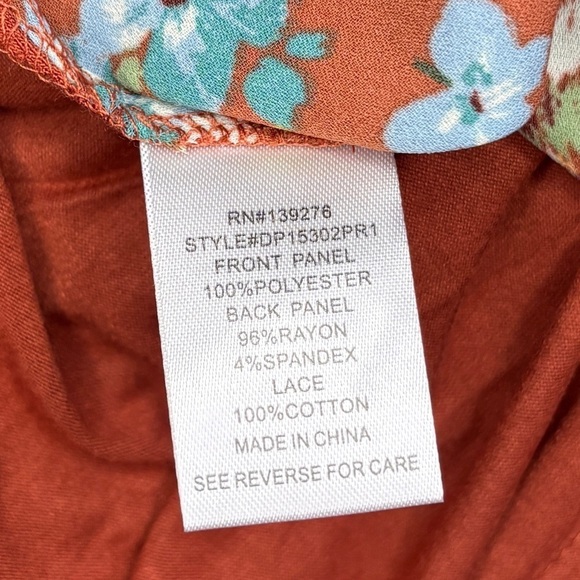 RN#139276
STYLE#DP15302PR1
FRONT PANEL
100%POLYESTER
BACK PANEL
96%RAYON
4%SPANDEX
LACE
100%COTTON
MADE IN CHINA
SEE REVERSE FOR CARE